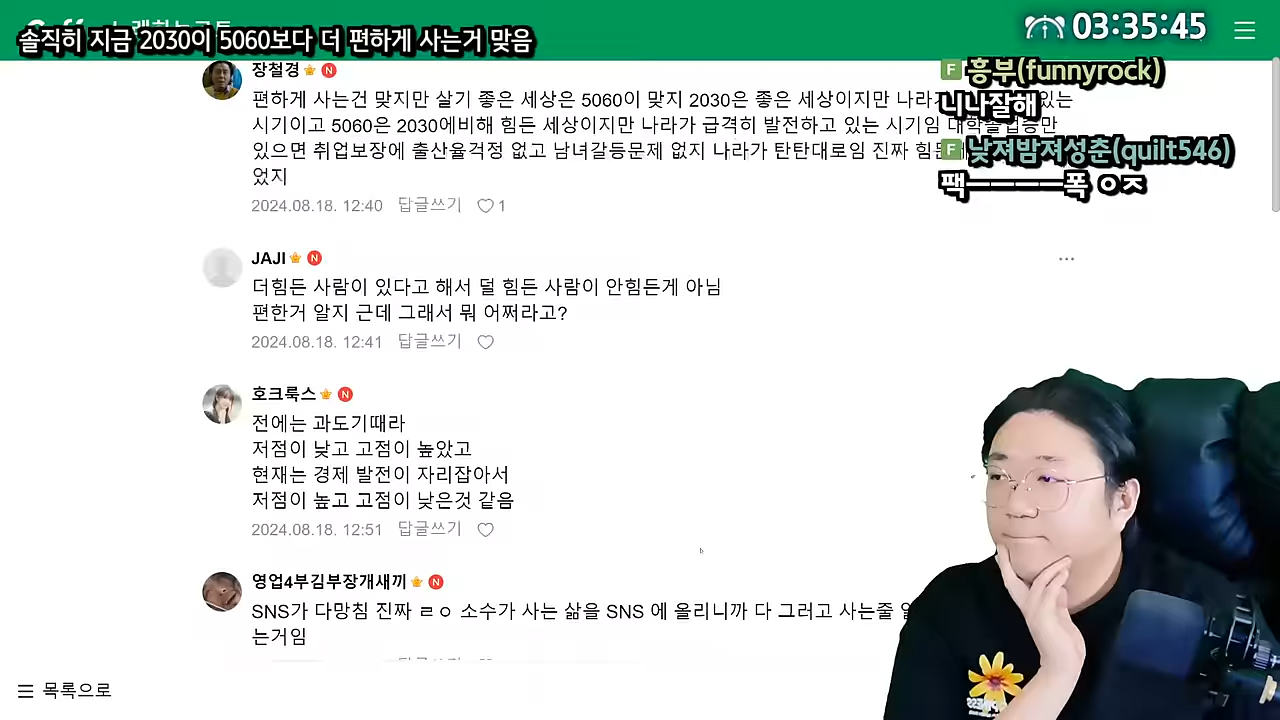 솔직히 지금 2030이 5060보다 더 편하게 사는거 맞음
03:35:45
장철경
편하게 사는건 맞지만 살기 좋은 세상은 5060이 맞지 2030은 좋은 세상이지만 있는
시기이고 5060은 2030에비해 힘든 세상이지만 나라가 급격히 발전하고 있는 시기임 대학졸업증만
있으면 취업보장에 출산율걱정 없고 남녀갈등문제 없지 나라가 탄탄대로임 진짜
었지
2024.08.18. 12:40 답글쓰기 1
흥부(funnyrock)
니나잘해
낮져밤져성춘(quilt546)
팩ㅡㅡㅡㅡ폭 ㅇㅈ
JAJI
더힘든 사람이 있다고 해서 덜 힘든 사람이 안힘든게 아님
편한거 알지 근데 그래서 뭐 어쩌라고?
2024.08.18. 12:41 답글쓰기
호크룩스
전에는 과도기때라
저점이 낮고 고점이 높았고
현재는 경제 발전이 자리잡아서
저점이 높고 고점이 낮은것 같음
2024.08.18. 12:51 답글쓰기
영업4부김부장개새끼
SNS가 다망침 진짜 ㄹㅇ 소수가 사는 삶을 SNS 에 올리니까 다 그러고 사는줄
는거임
목록으로